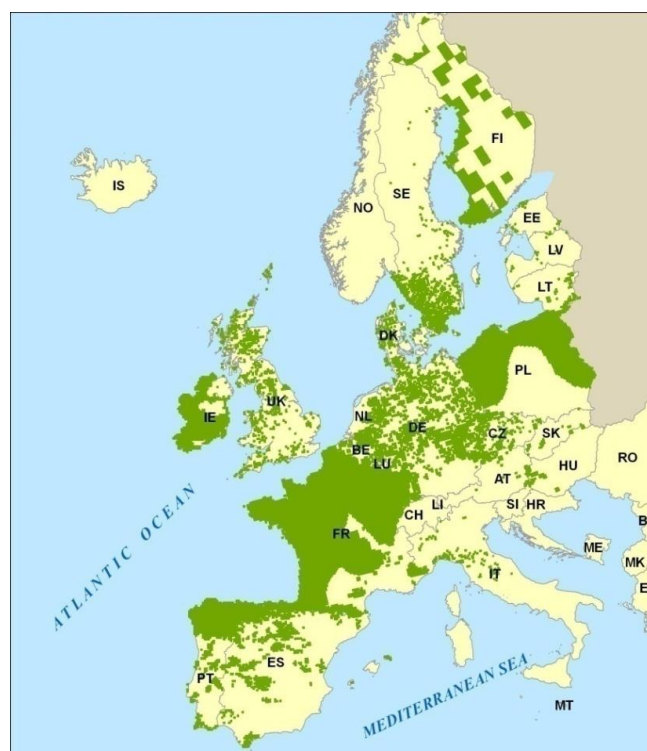 FI
IS
NO
SE
EE
LV
LT
DK
PL
IE
UK
NL
DE
BE
LU
CZ
SK
AT
HU
RO
LI
CH
SI
HR
FR
B
ME
MK
E
IT
ES
PT
MT
ATLANTIC OCEAN
MEDITERRANEAN SEA